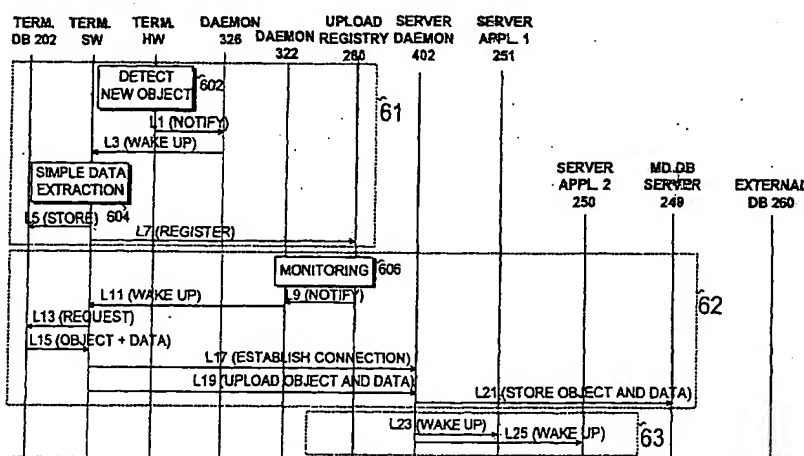 TERM. DB 202
TERM. SW
TERM. HW
DAEMON 326
DAEMON 322
UPLOAD REGISTRY 280
SERVER DAEMON 402
SERVER APPL. 1 251
DETECT NEW OBJECT
602
61
L1 (NOTIFY)
L3 (WAKE UP)
SIMPLE DATA EXTRACTION
604
SERVER APPL. 2 250
MD.DB SERVER 249
EXTERNAL DB 260
L5 (STORE)
L7 (REGISTER)
MONITORING
606
62
L11 (WAKE UP)
L9 (NOTIFY)
L13 (REQUEST)
L15 (OBJECT + DATA)
L17 (ESTABLISH CONNECTION)
L19 (UPLOAD OBJECT AND DATA)
L21 (STORE OBJECT AND DATA)
L23 (WAKE UP)
L25 (WAKE UP)
63